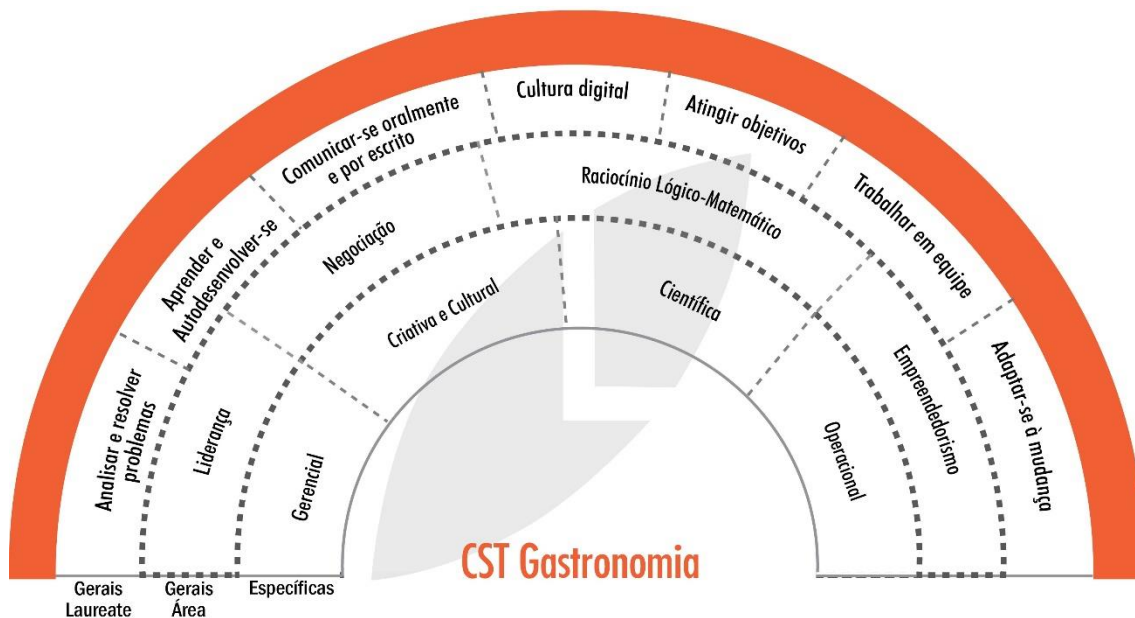 Analisar e resolver
problemas
Aprender e
Autodesenvolver-se
Comunicar-se oralmente
e por escrito
Cultura digital
Atingir objetivos
Trabalhar em equipe
Adaptar-se à mudança
Liderança
Negociação
Raciocínio Lógico-Matemático
Empreendedorismo
Gerencial
Criativa e Cultural
Científica
Operacional
CST Gastronomia
Gerais
Laureate
Gerais
Área
Específicas